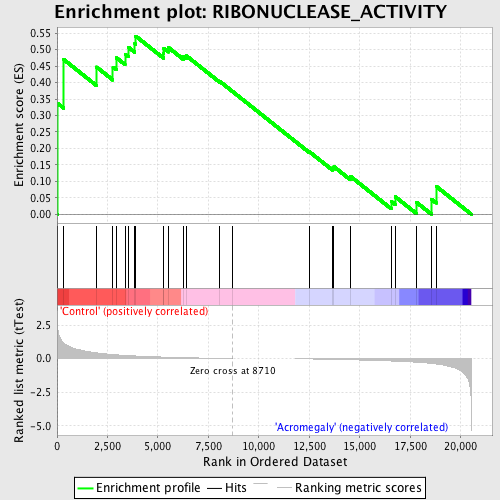 Enrichment plot: RIBONUCLEASE_ACTIVITY
Enrichment score (ES)
0.55
0.50
0.45
0.40
0.35
0.30
0.25
0.20
0.15
0.10
0.05
0.00
'Control' (positively correlated)
Ranked list metric (tTest)
2.5
0.0
-2.5
-5.0
Zero cross at 8710
'Acromegaly' (negatively correlated)
0 2,500 5,000 7,500 10,000 12,500 15,000 17,500 20,000
Rank in Ordered Dataset
Enrichment profile Hits Ranking metric scores